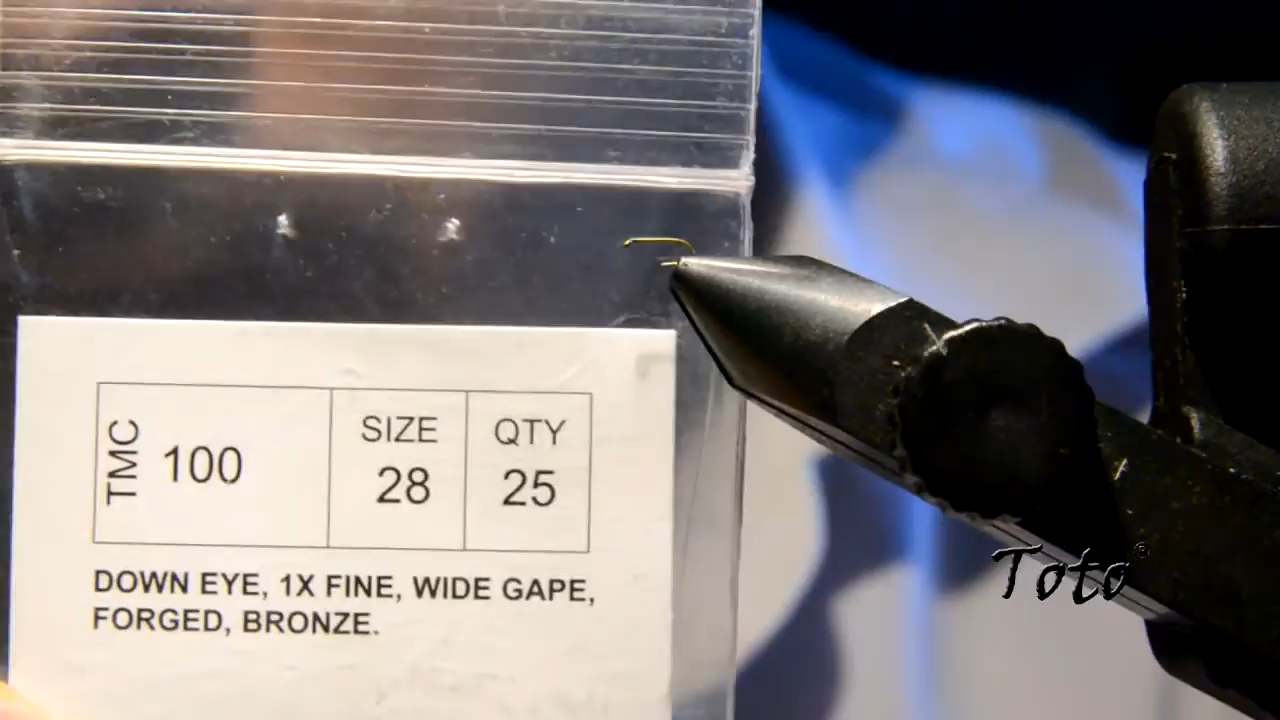 TMC 100
SIZE
28
QTY
25
DOWN EYE, 1X FINE, WIDE GAPE,
FORGED, BRONZE.
Toto©